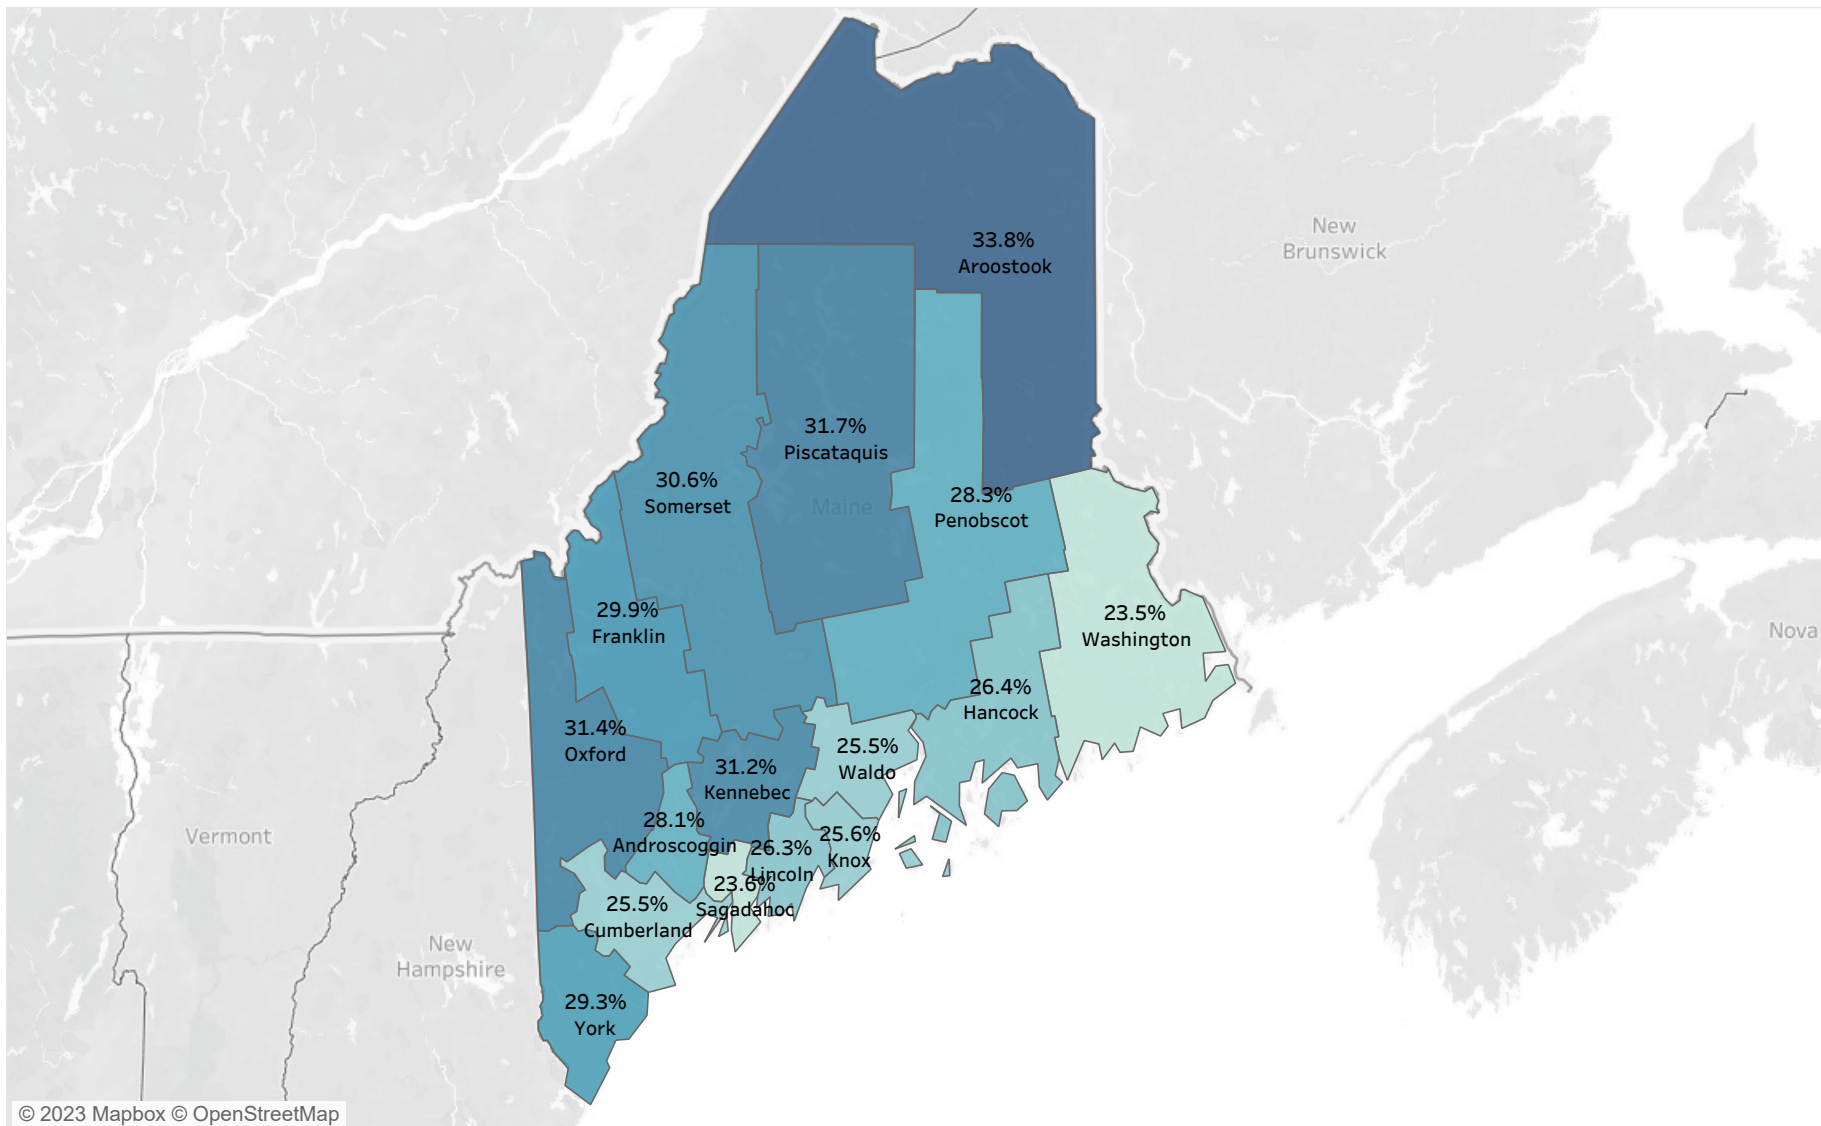 33.8%
Aroostook
New
Brunswick
31.7%
Piscataquis
30.6%
Somerset
Maine
28.3%
Penobscot
29.9%
Franklin
23.5%
Washington
Nova
26.4%
Hancock
31.4%
Oxford
25.5%
Waldo
31.2%
Kennebec
28.1%
Androscoggin
Vermont
26.3%
Lincoln
25.6%
Knox
23.6%
Sagadahoc
25.5%
Cumberland
New
Hampshire
29.3%
York
© 2023 Mapbox © OpenStreetMap